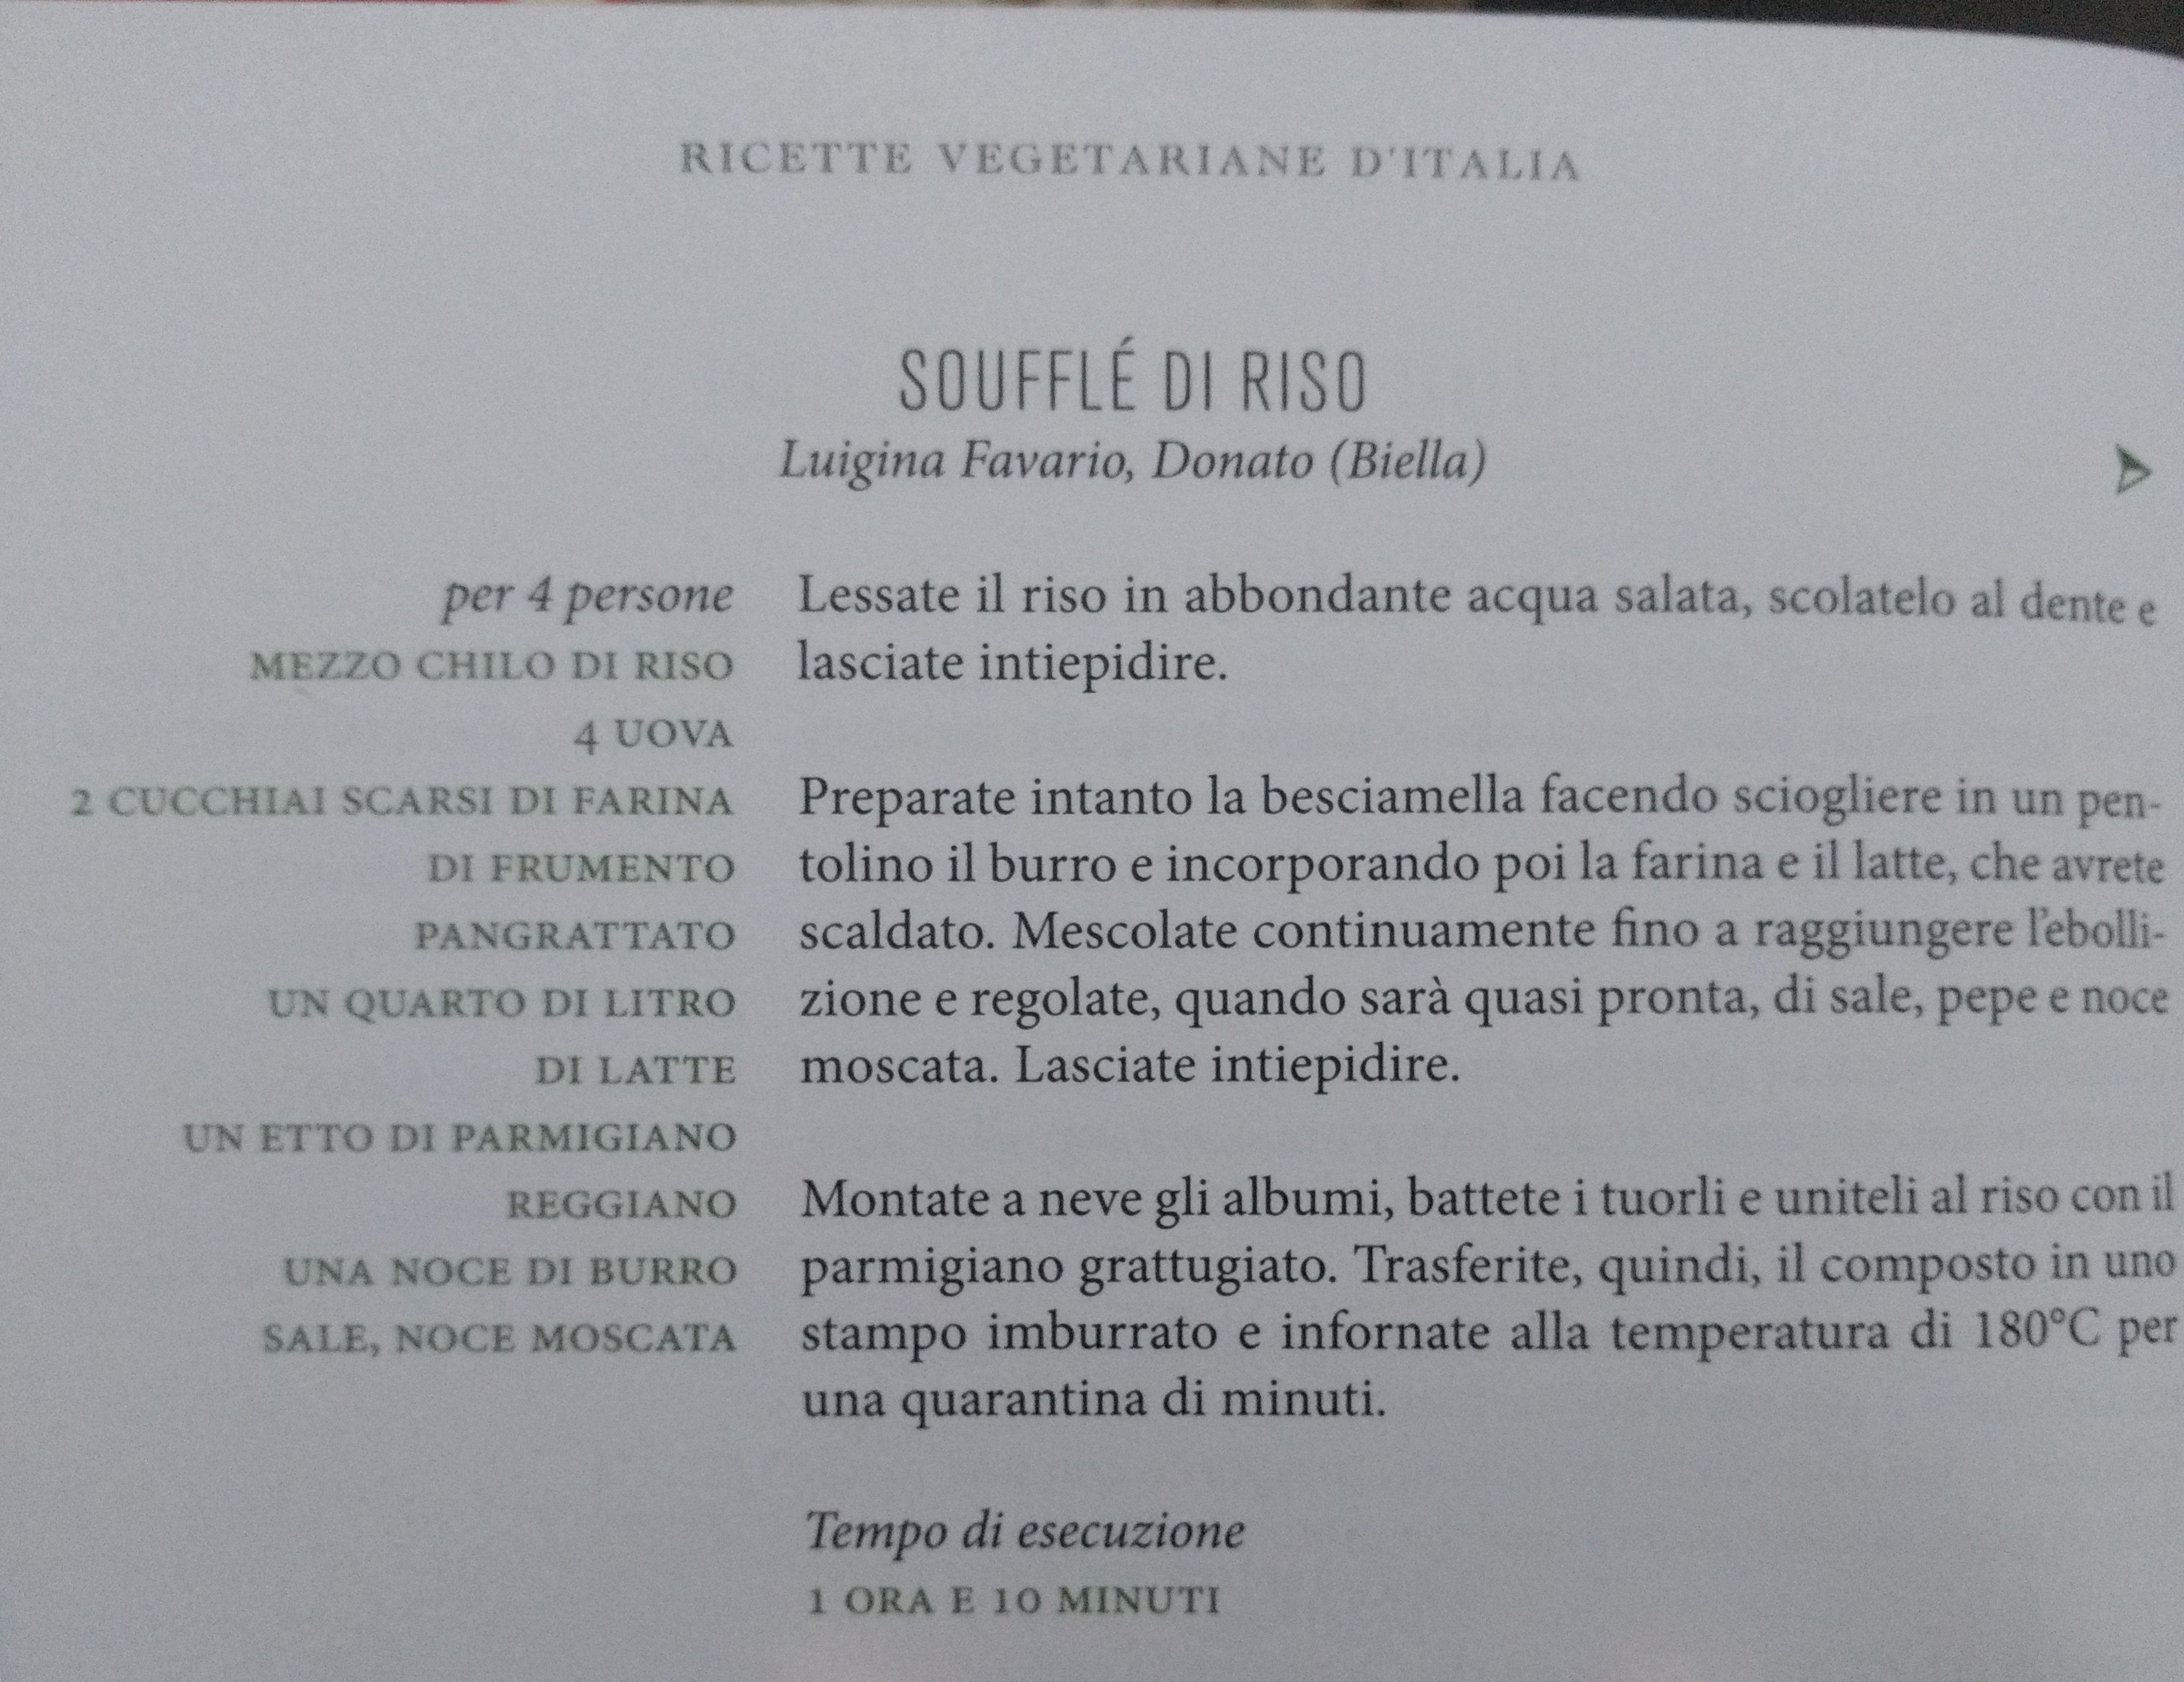 RICETTE VEGETARIANE D'ITALIA
SOUFFLÉ DI RISO
Luigina Favario, Donato (Biella)
per 4 persone
MEZZO CHILO DI RISO
4 UOVA
2 CUCCHIAI SCARSI DI FARINA
DI FRUMENTO
PANGRATTATO
UN QUARTO DI LITRO
DI LATTE
UN ETTO DI PARMIGIANO
REGGIANO
UNA NOCE DI BURRO
SALE, NOCE MOSCATA
Lessate il riso in abbondante acqua salata, scolatelo al dente e
lasciate intiepidire.
Preparate intanto la besciamella facendo sciogliere in un pen-
tolino il burro e incorporando poi la farina e il latte, che avrete
scaldato. Mescolate continuamente fino a raggiungere l'ebolli-
zione e regolate, quando sarà quasi pronta, di sale, pepe e noce
moscata. Lasciate intiepidire.
Montate a neve gli albumi, battete i tuorli e uniteli al riso con il
parmigiano grattugiato. Trasferite, quindi, il composto in uno
stampo imburrato e infornate alla temperatura di 180°C per
una quarantina di minuti.
Tempo di esecuzione
1 ORA E 10 MINUTI